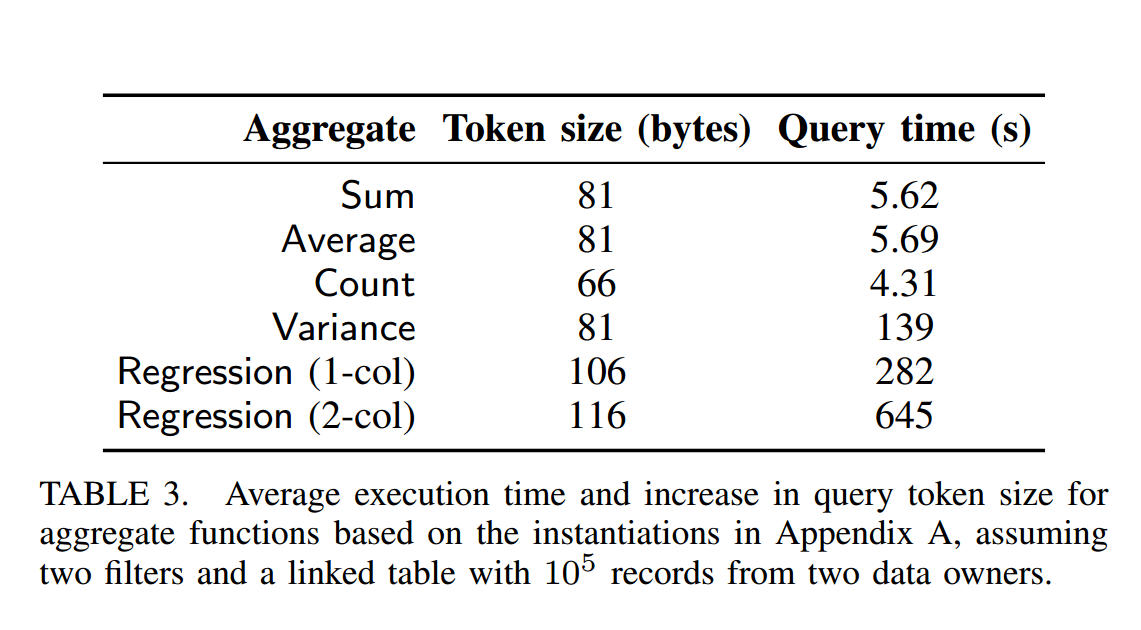 Aggregate Token size (bytes) Query time (s)
Sum 81 5.62
Average 81 5.69
Count 66 4.31
Variance 81 139
Regression (1-col) 106 282
Regression (2-col) 116 645
TABLE 3. Average execution time and increase in query token size for
aggregate functions based on the instantiations in Appendix A, assuming
two filters and a linked table with 10⁵ records from two data owners.